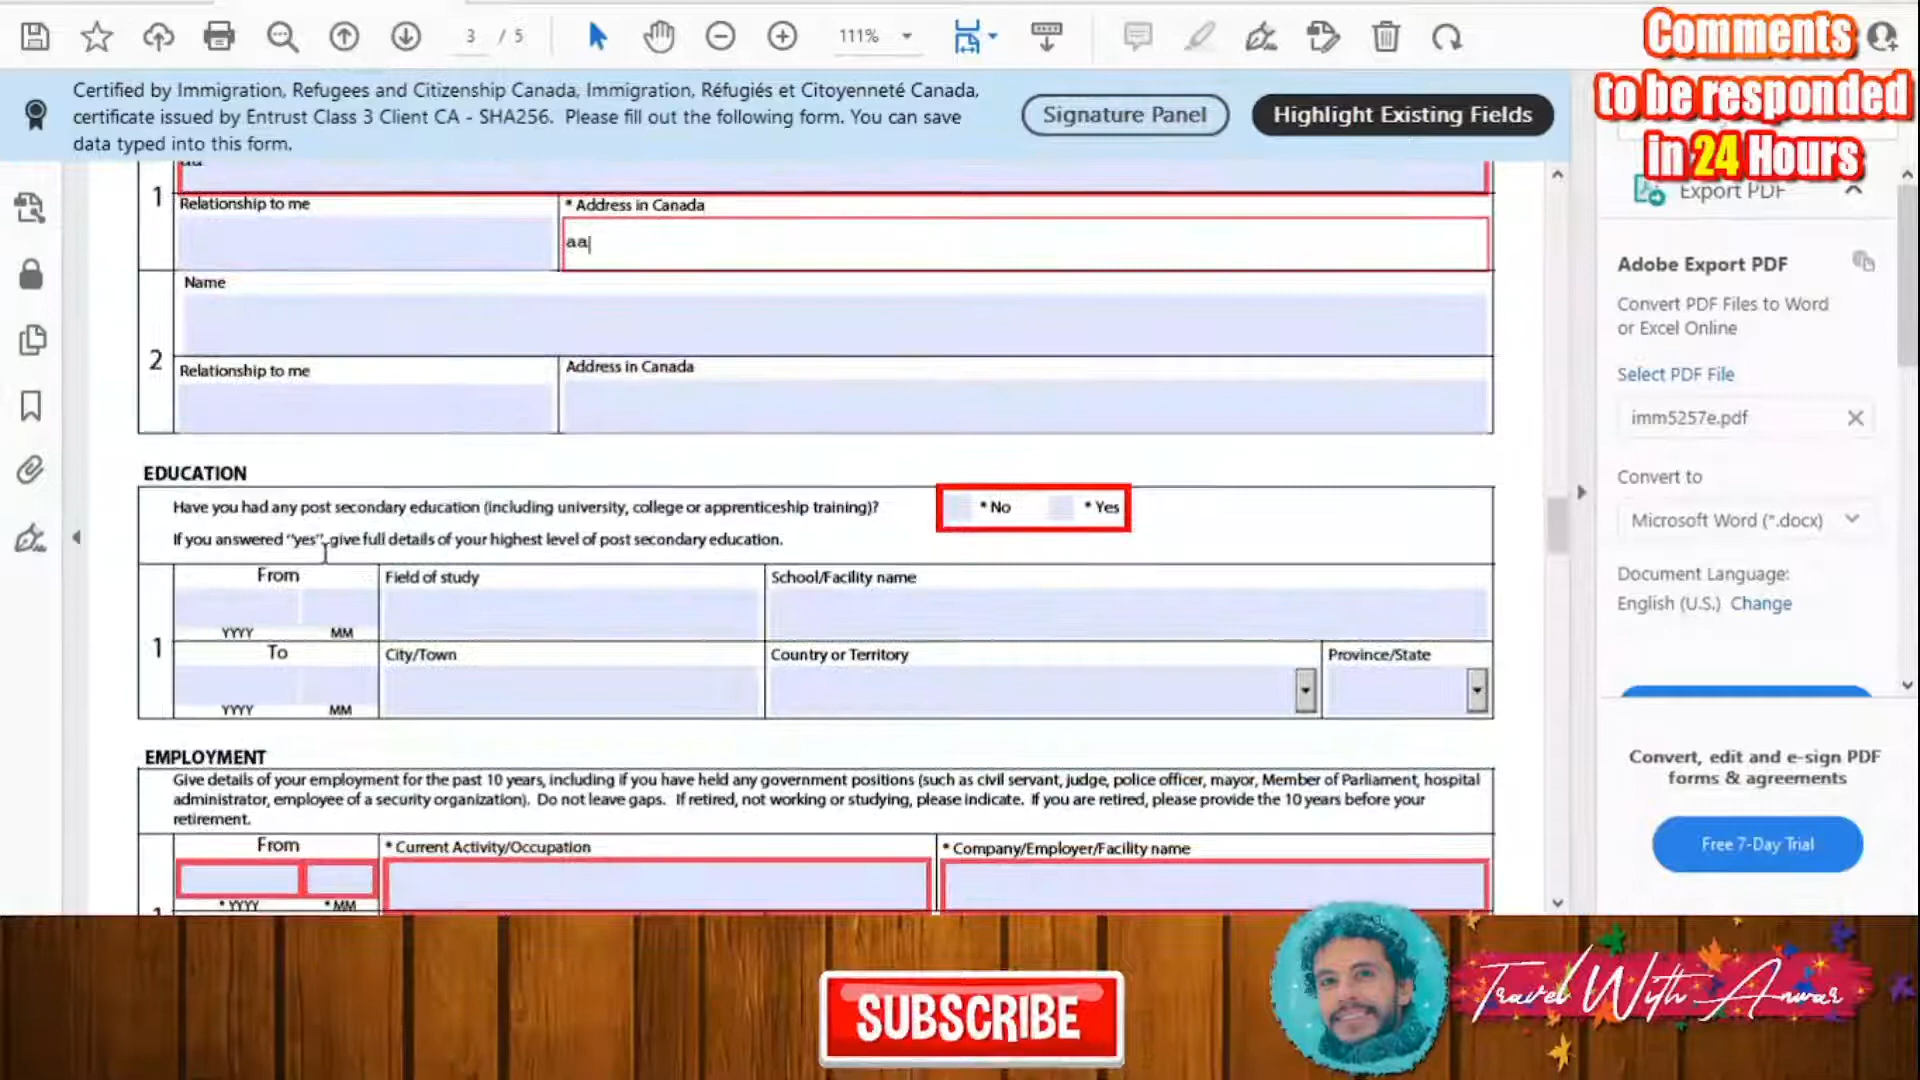 3 / 5
111%
Comments
to be responded
in 24 Hours
Certified by Immigration, Refugees and Citizenship Canada, Immigration, Réfugiés et Citoyenneté Canada,
certificate issued by Entrust Class 3 Client CA - SHA256. Please fill out the following form. You can save
data typed into this form.
Signature Panel
Highlight Existing Fields
aa
1
Relationship to me
* Address in Canada
aa
Name
2
Relationship to me
Address in Canada
EDUCATION
Have you had any post secondary education (including university, college or apprenticeship training)?
* No
* Yes
If you answered "yes", give full details of your highest level of post secondary education.
From
Field of study
School/Facility name
YYYY
MM
1
To
City/Town
Country or Territory
Province/State
YYYY
MM
EMPLOYMENT
Give details of your employment for the past 10 years, including if you have held any government positions (such as civil servant, judge, police officer, mayor, Member of Parliament, hospital
administrator, employee of a security organization). Do not leave gaps. If retired, not working or studying, please indicate. If you are retired, please provide the 10 years before your
retirement.
From
* Current Activity/Occupation
* Company/Employer/Facility name
* YYYY
* MM
Export PDF
Adobe Export PDF
Convert PDF Files to Word
or Excel Online
Select PDF File
imm5257e.pdf
Convert to
Microsoft Word (*.docx)
Document Language:
English (U.S.) Change
Convert, edit and e-sign PDF
forms & agreements
Free 7-Day Trial
SUBSCRIBE
Travel With Anwar